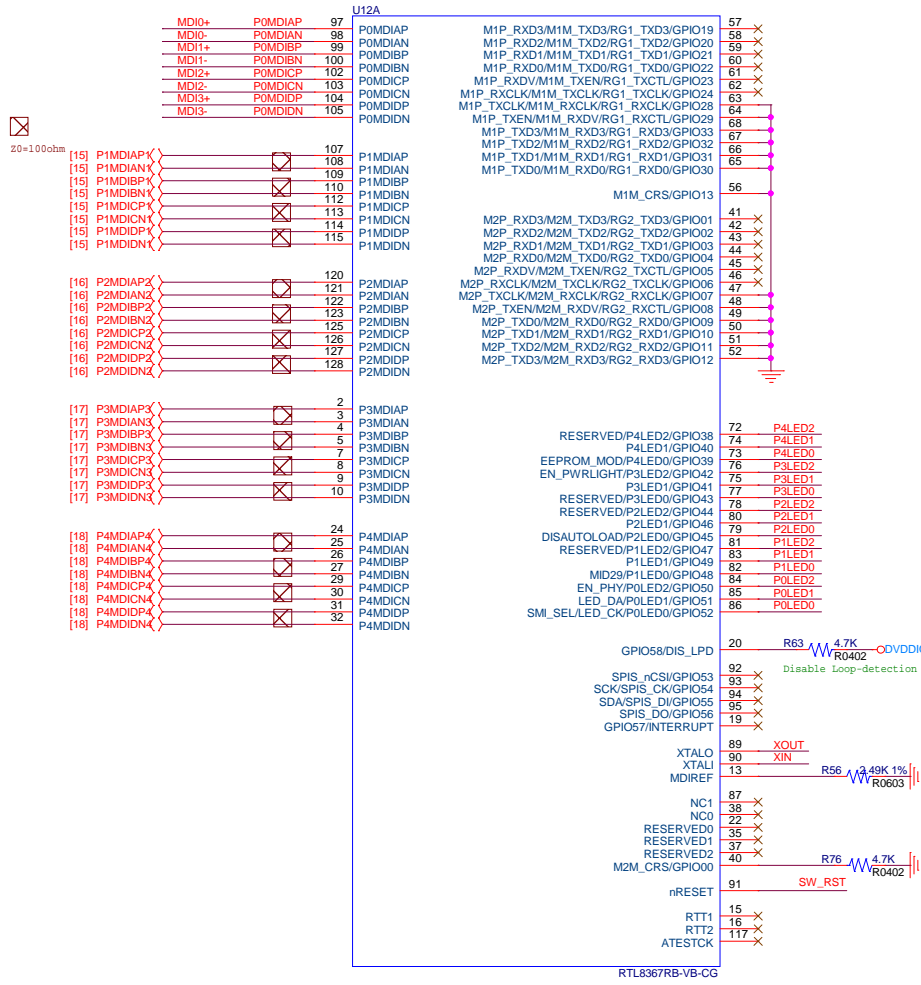 U12A
MDI0+ P0MDIAP 97 P0MDIAP
MDI0- P0MDIAN 98 P0MDIAN
MDI1+ P0MDIBP 99 P0MDIBP
MDI1- P0MDIBN 100 P0MDIBN
MDI2+ P0MDICP 102 P0MDICP
MDI2- P0MDICN 103 P0MDICN
MDI3+ P0MDIDP 104 P0MDIDP
MDI3- P0MDIDN 105 P0MDIDN
Z0=100ohm
[15] P1MDIAP1 107 P1MDIAP
[15] P1MDIAN1 108 P1MDIAN
[15] P1MDIBP1 109 P1MDIBP
[15] P1MDIBN1 110 P1MDIBN
[15] P1MDICP1 112 P1MDICP
[15] P1MDICN1 113 P1MDICN
[15] P1MDIDP1 114 P1MDIDP
[15] P1MDIDN1 115 P1MDIDN
[16] P2MDIAP2 120 P2MDIAP
[16] P2MDIAN2 121 P2MDIAN
[16] P2MDIBP2 122 P2MDIBP
[16] P2MDIBN2 123 P2MDIBN
[16] P2MDICP2 125 P2MDICP
[16] P2MDICN2 126 P2MDICN
[16] P2MDIDP2 127 P2MDIDP
[16] P2MDIDN2 128 P2MDIDN
[17] P3MDIAP3 2 P3MDIAP
[17] P3MDIAN3 3 P3MDIAN
[17] P3MDIBP3 4 P3MDIBP
[17] P3MDIBN3 5 P3MDIBN
[17] P3MDICP3 7 P3MDICP
[17] P3MDICN3 8 P3MDICN
[17] P3MDIDP3 9 P3MDIDP
[17] P3MDIDN3 10 P3MDIDN
[18] P4MDIAP4 24 P4MDIAP
[18] P4MDIAN4 25 P4MDIAN
[18] P4MDIBP4 26 P4MDIBP
[18] P4MDIBN4 27 P4MDIBN
[18] P4MDICP4 29 P4MDICP
[18] P4MDICN4 30 P4MDICN
[18] P4MDIDP4 31 P4MDIDP
[18] P4MDIDN4 32 P4MDIDN
M1P_RXD3/M1M_TXD3/RG1_TXD3/GPIO19 57
M1P_RXD2/M1M_TXD2/RG1_TXD2/GPIO20 58
M1P_RXD1/M1M_TXD1/RG1_TXD1/GPIO21 59
M1P_RXD0/M1M_TXD0/RG1_TXD0/GPIO22 60
M1P_RXDV/M1M_TXEN/RG1_TXCTL/GPIO23 61
M1P_RXCLK/M1M_TXCLK/RG1_TXCLK/GPIO24 62
M1P_TXCLK/M1M_RXCLK/RG1_RXCLK/GPIO28 63
M1P_TXEN/M1M_RXDV/RG1_RXCTL/GPIO29 64
M1P_TXD3/M1M_RXD3/RG1_RXD3/GPIO33 68
M1P_TXD2/M1M_RXD2/RG1_RXD2/GPIO32 67
M1P_TXD1/M1M_RXD1/RG1_RXD1/GPIO31 66
M1P_TXD0/M1M_RXD0/RG1_RXD0/GPIO30 65
M1M_CRS/GPIO13 56
M2P_RXD3/M2M_TXD3/RG2_TXD3/GPIO01 41
M2P_RXD2/M2M_TXD2/RG2_TXD2/GPIO02 42
M2P_RXD1/M2M_TXD1/RG2_TXD1/GPIO03 43
M2P_RXD0/M2M_TXD0/RG2_TXD0/GPIO04 44
M2P_RXDV/M2M_TXEN/RG2_TXCTL/GPIO05 45
M2P_RXCLK/M2M_TXCLK/RG2_TXCLK/GPIO06 46
M2P_TXCLK/M2M_RXCLK/RG2_RXCLK/GPIO07 47
M2P_TXEN/M2M_RXDV/RG2_RXCTL/GPIO08 48
M2P_TXD0/M2M_RXD0/RG2_RXD0/GPIO09 49
M2P_TXD1/M2M_RXD1/RG2_RXD1/GPIO10 50
M2P_TXD2/M2M_RXD2/RG2_RXD2/GPIO11 51
M2P_TXD3/M2M_RXD3/RG2_RXD3/GPIO12 52
RESERVED/P4LED2/GPIO38 72 P4LED2
P4LED1/GPIO40 74 P4LED1
EEPROM_MOD/P4LED0/GPIO39 73 P4LED0
EN_PWRLIGHT/P3LED2/GPIO42 76 P3LED2
P3LED1/GPIO41 75 P3LED1
RESERVED/P3LED0/GPIO43 77 P3LED0
RESERVED/P2LED2/GPIO44 78 P2LED2
P2LED1/GPIO46 80 P2LED1
DISAUTOLOAD/P2LED0/GPIO45 79 P2LED0
RESERVED/P1LED2/GPIO47 81 P1LED2
P1LED1/GPIO49 83 P1LED1
MID29/P1LED0/GPIO48 82 P1LED0
EN_PHY/P0LED2/GPIO50 84 P0LED2
LED_DA/P0LED1/GPIO51 85 P0LED1
SMI_SEL/LED_CK/P0LED0/GPIO52 86 P0LED0
GPIO58/DIS_LPD 20 R63 4.7K R0402
Disable Loop-detection
SPIS_nCSI/GPIO53 92
SCK/SPIS_CK/GPIO54 93
SDA/SPIS_DI/GPIO55 94
SPIS_DO/GPIO56 95
GPIO57/INTERRUPT 19
XTALO 89 XOUT
XTALI 90 XIN
MDIREF 13 R56 2.49K 1% R0603
NC1 87
NC0 38
RESERVED0 22
RESERVED1 35
RESERVED2 37
M2M_CRS/GPIO00 40 R76 4.7K R0402
nRESET 91 SW_RST
RTT1 15
RTT2 16
ATESTCK 117
RTL8367RB-VB-CG